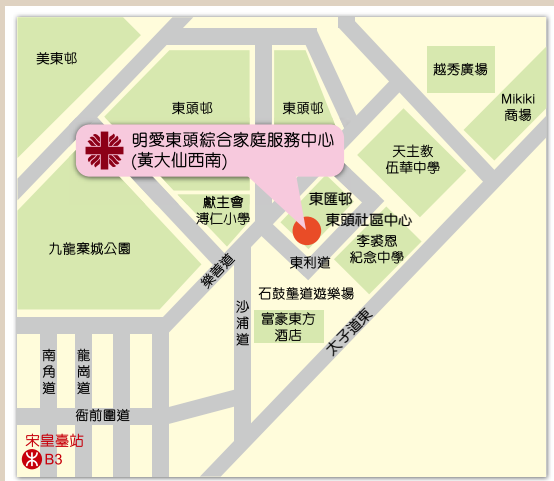 美東邨
越秀廣場
Mikiki
商場
東頭邨
東頭邨
明愛東頭綜合家庭服務中心
(黃大仙西南)
天主教
伍華中學
獻主會
溥仁小學
東匯邨
東頭社區中心
李裘恩
紀念中學
九龍寨城公園
東利道
樂善道
石鼓壟道遊樂場
沙浦道
富豪東方
酒店
太子道東
南角道
龍崗道
衙前圍道
宋皇臺站
B3